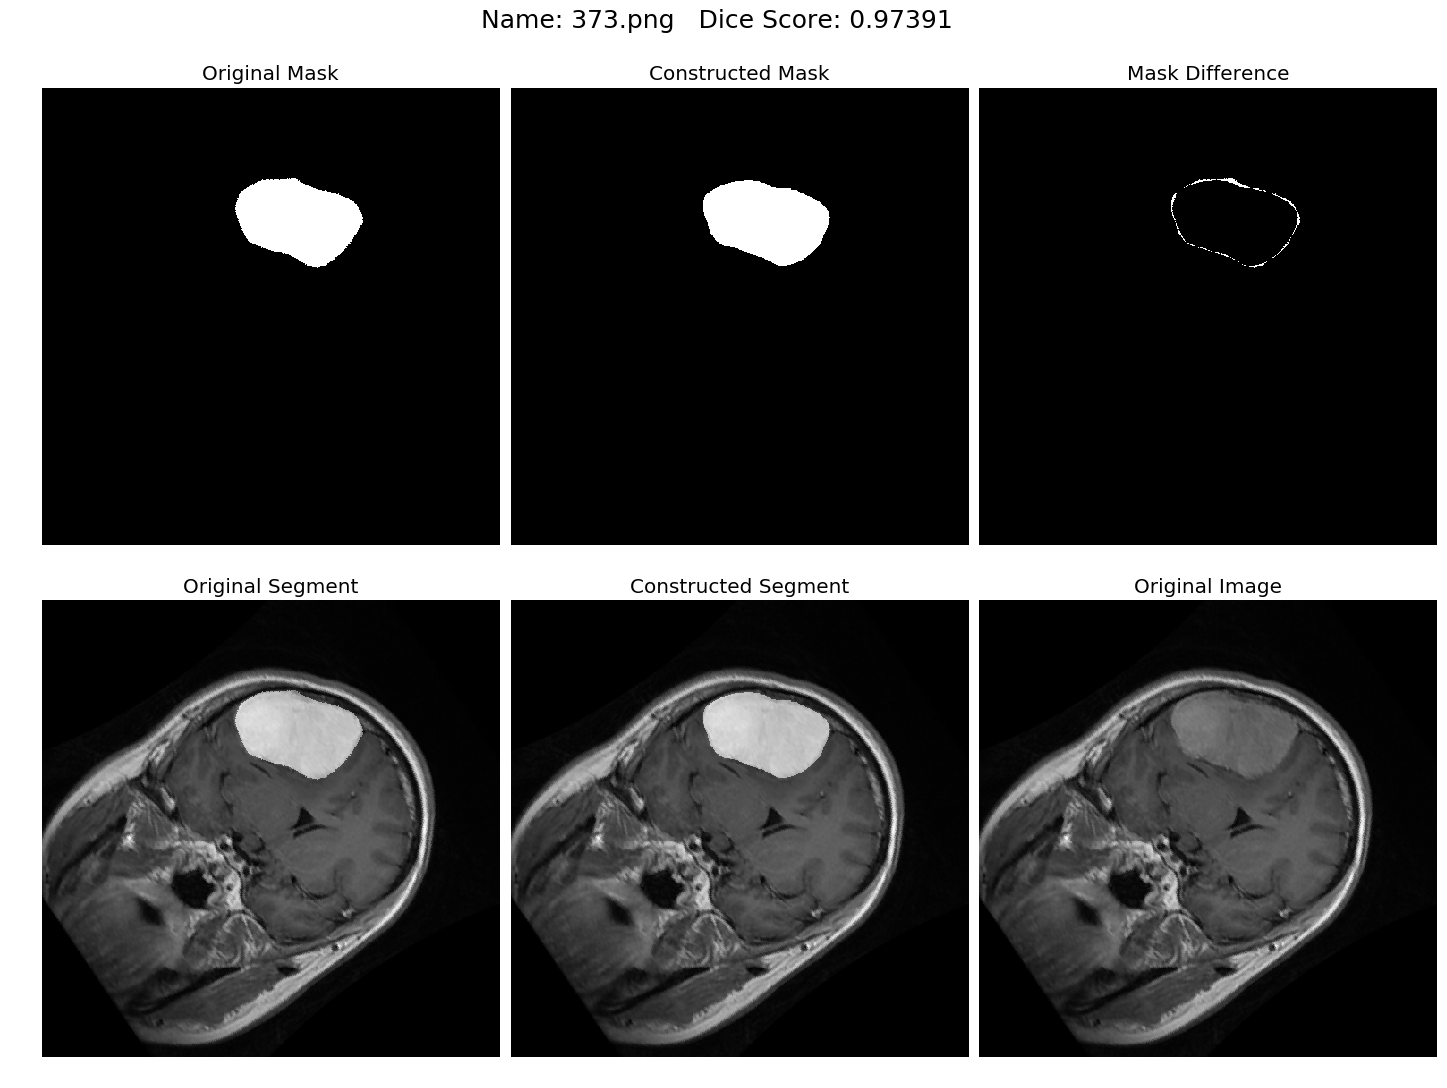 Name: 373.png   Dice Score: 0.97391
Original Mask
Constructed Mask
Mask Difference
Original Segment
Constructed Segment
Original Image